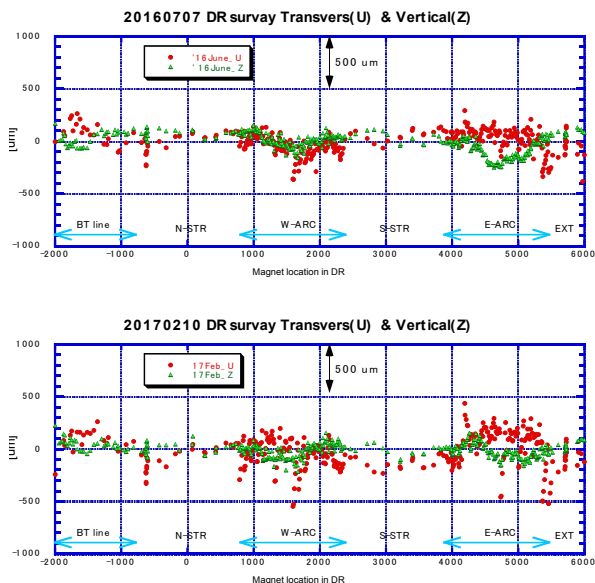 20160707 DR survay Transvers(U) & Vertical(Z)
1000
'16June_U
'16June_Z
500 um
500
0
[um]
-500
BT line
N-STR
W-ARC
S-STR
E-ARC
EXT
-1000
-2000 -1000 0 1000 2000 3000 4000 5000 6000
Magnet location in DR
20170210 DR survay Transvers(U) & Vertical(Z)
1000
17Feb_U
17Feb_Z
500 um
500
0
[um]
-500
BT line
N-STR
W-ARC
S-STR
E-ARC
EXT
-1000
-2000 -1000 0 1000 2000 3000 4000 5000 6000
Magnet location in DR